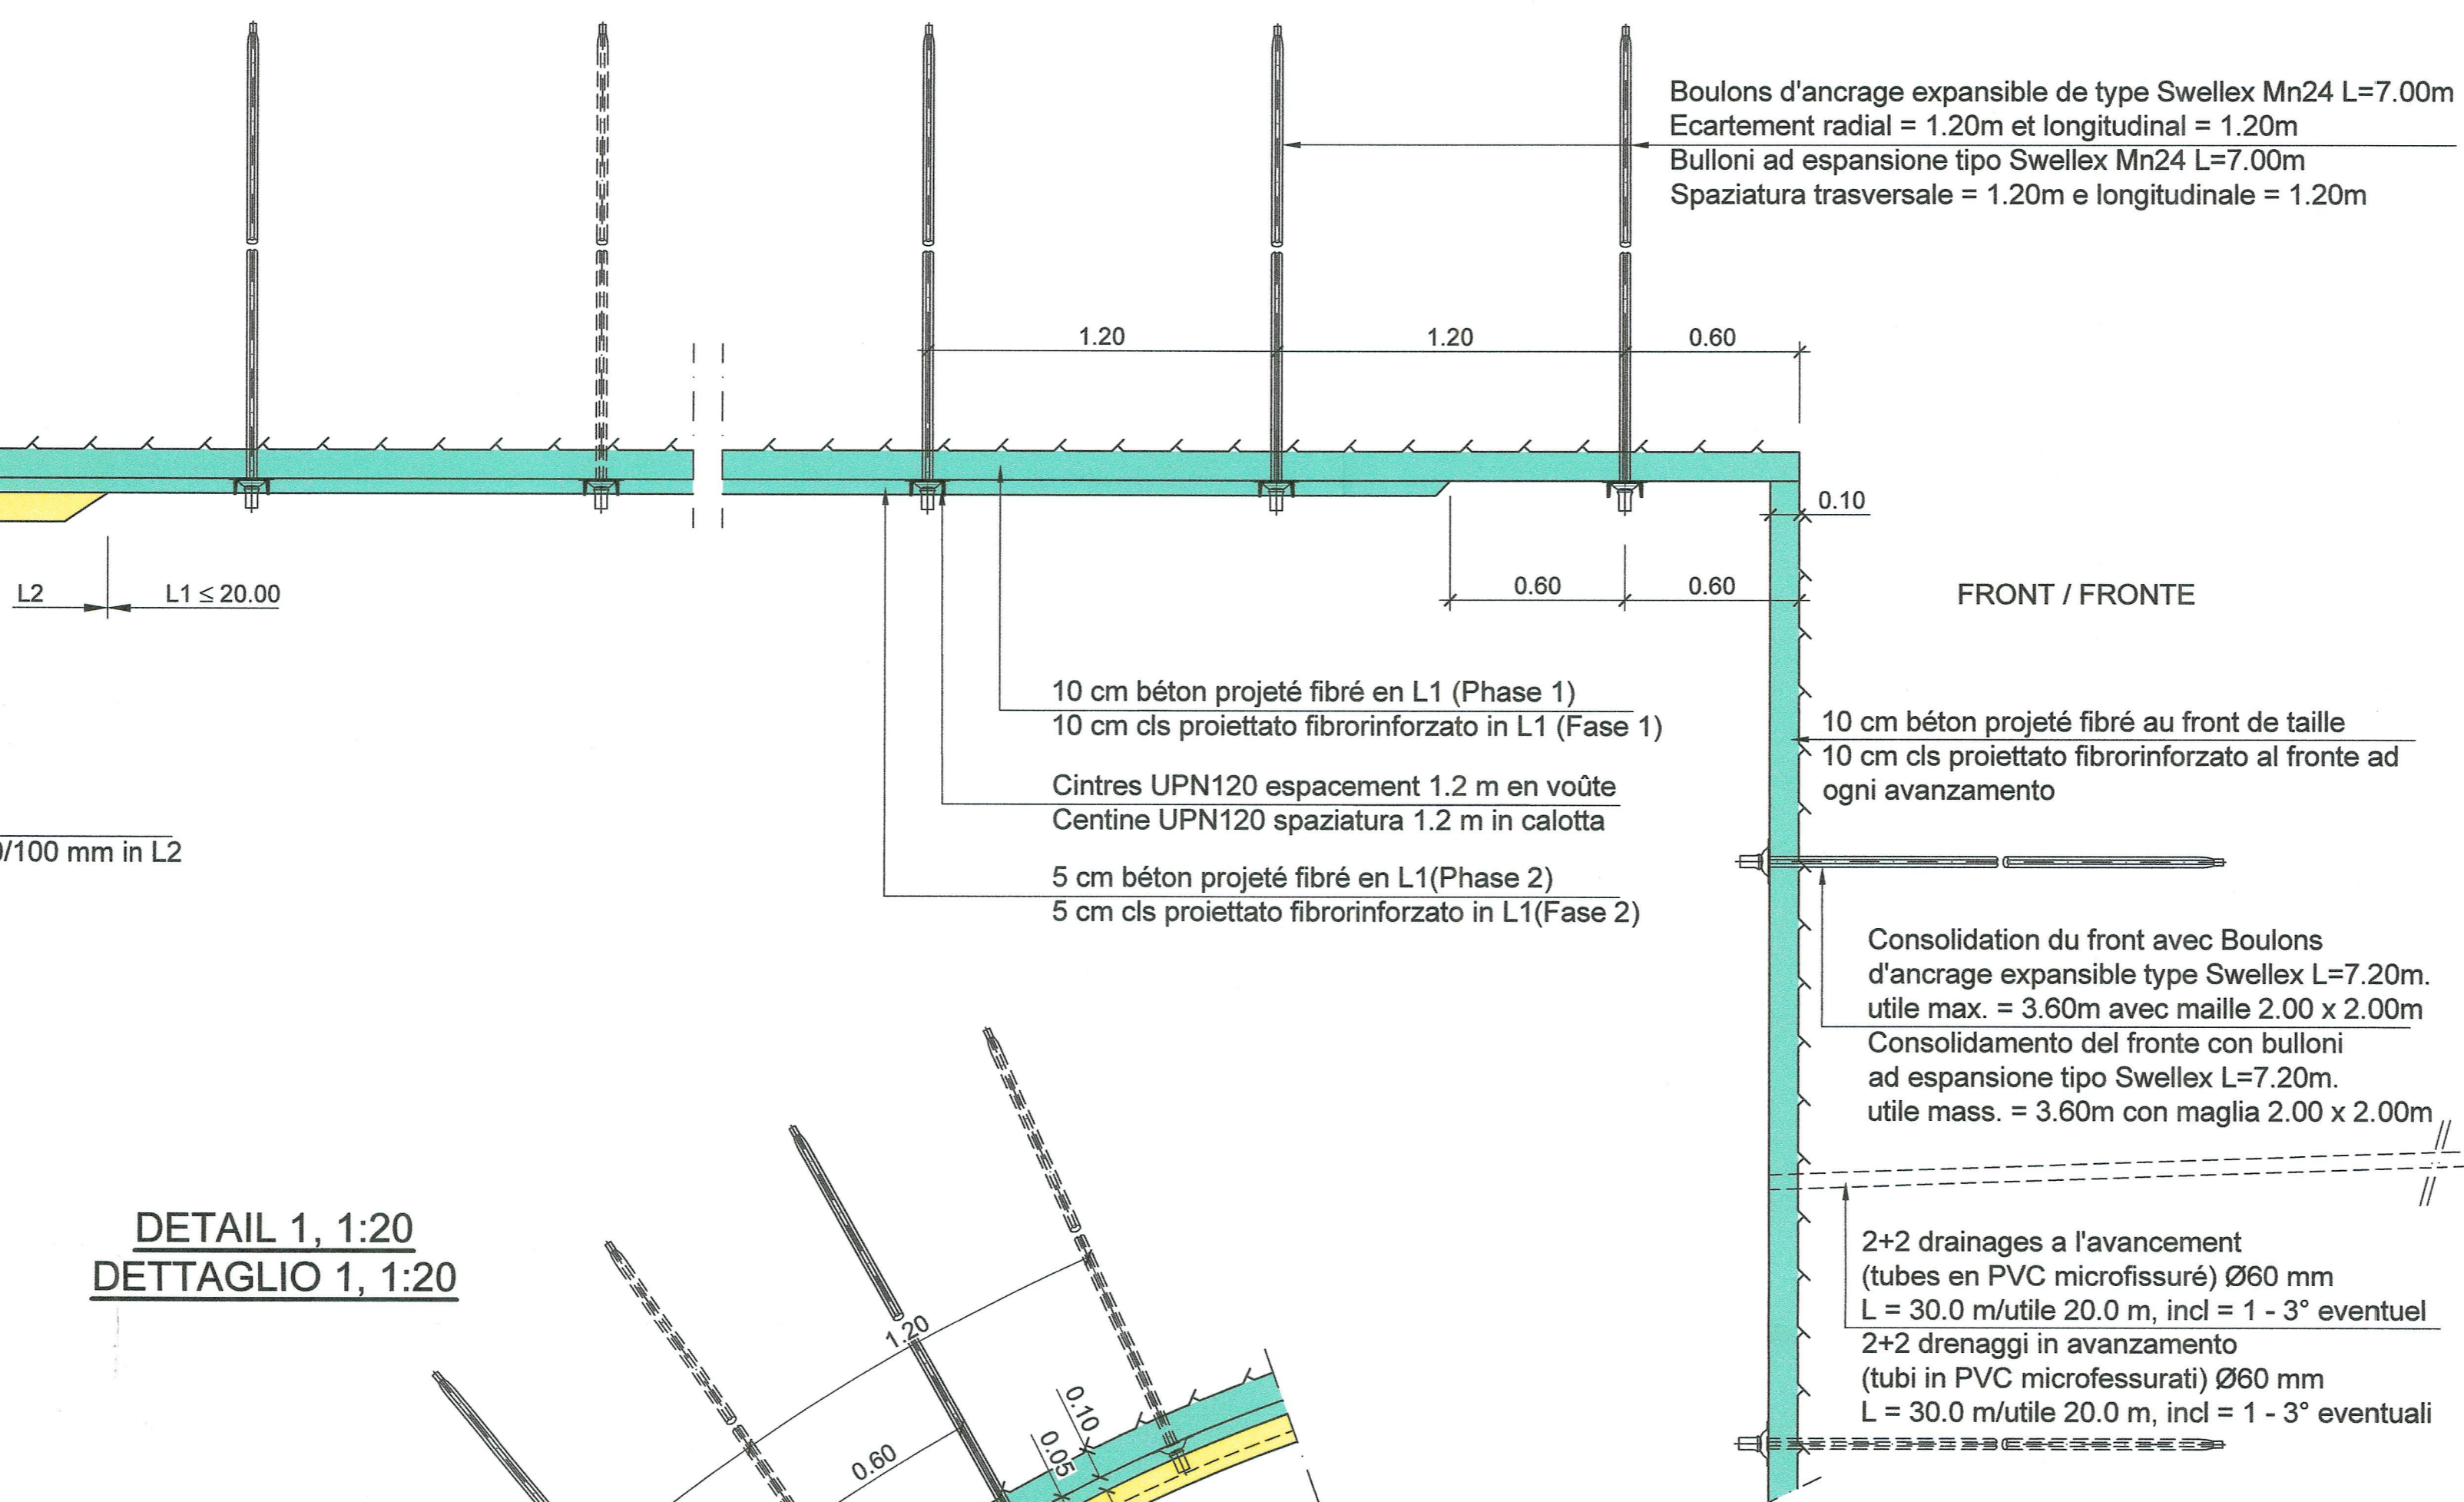 Boulons d'ancrage expansible de type Swellex Mn24 L=7.00m
Ecartement radial = 1.20m et longitudinal = 1.20m
Bulloni ad espansione tipo Swellex Mn24 L=7.00m
Spaziatura trasversale = 1.20m e longitudinale = 1.20m
1.20
1.20
0.60
0.10
L2
L1 ≤ 20.00
0.60
0.60
FRONT / FRONTE
10 cm béton projeté fibré en L1 (Phase 1)
10 cm cls proiettato fibrorinforzato in L1 (Fase 1)
Cintres UPN120 espacement 1.2 m en voûte
Centine UPN120 spaziatura 1.2 m in calotta
5 cm béton projeté fibré en L1(Phase 2)
5 cm cls proiettato fibrorinforzato in L1(Fase 2)
10 cm béton projeté fibré au front de taille
10 cm cls proiettato fibrorinforzato al fronte ad
ogni avanzamento
/100 mm in L2
Consolidation du front avec Boulons
d'ancrage expansible type Swellex L=7.20m.
utile max. = 3.60m avec maille 2.00 x 2.00m
Consolidamento del fronte con bulloni
ad espansione tipo Swellex L=7.20m.
utile mass. = 3.60m con maglia 2.00 x 2.00m
2+2 drainages a l'avancement
(tubes en PVC microfissuré) Ø60 mm
L = 30.0 m/utile 20.0 m, incl = 1 - 3° eventuel
2+2 drenaggi in avanzamento
(tubi in PVC microfessurati) Ø60 mm
L = 30.0 m/utile 20.0 m, incl = 1 - 3° eventuali
DETAIL 1, 1:20
DETTAGLIO 1, 1:20
1.20
0.60
0.10
0.05